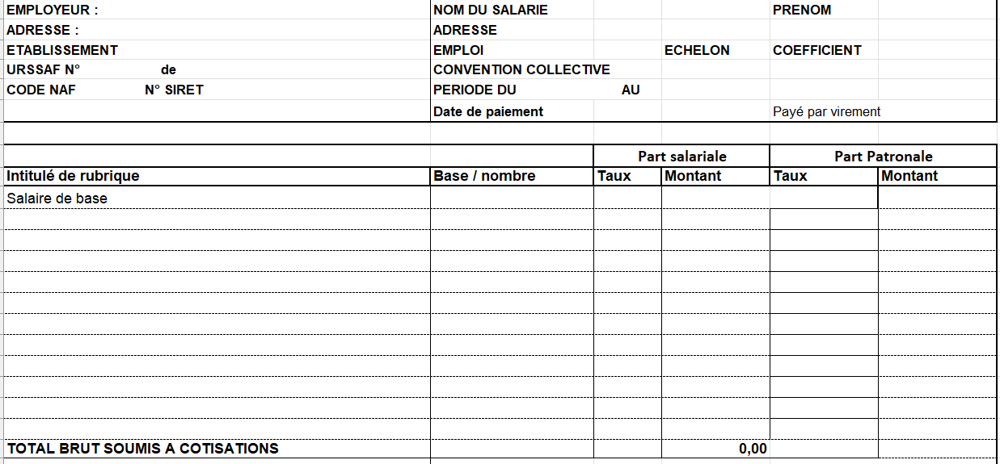 EMPLOYEUR : NOM DU SALARIE PRENOM
ADRESSE : ADRESSE
ETABLISSEMENT EMPLOI ECHELON COEFFICIENT
URSSAF N° de CONVENTION COLLECTIVE
CODE NAF N° SIRET PERIODE DU AU
Date de paiement Payé par virement
Part salariale Part Patronale
Intitulé de rubrique Base / nombre Taux Montant Taux Montant
Salaire de base
TOTAL BRUT SOUMIS A COTISATIONS 0,00